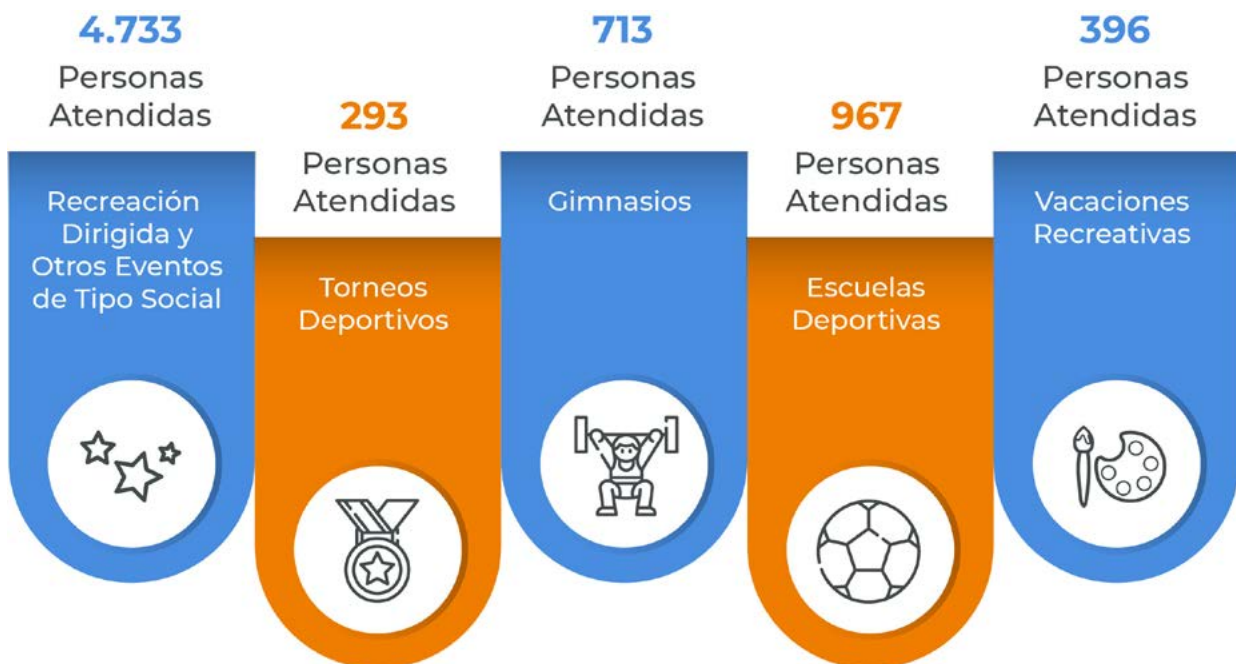 4.733
Personas
Atendidas
Recreación
Dirigida y
Otros Eventos
de Tipo Social
293
Personas
Atendidas
Torneos
Deportivos
713
Personas
Atendidas
Gimnasios
967
Personas
Atendidas
Escuelas
Deportivas
396
Personas
Atendidas
Vacaciones
Recreativas